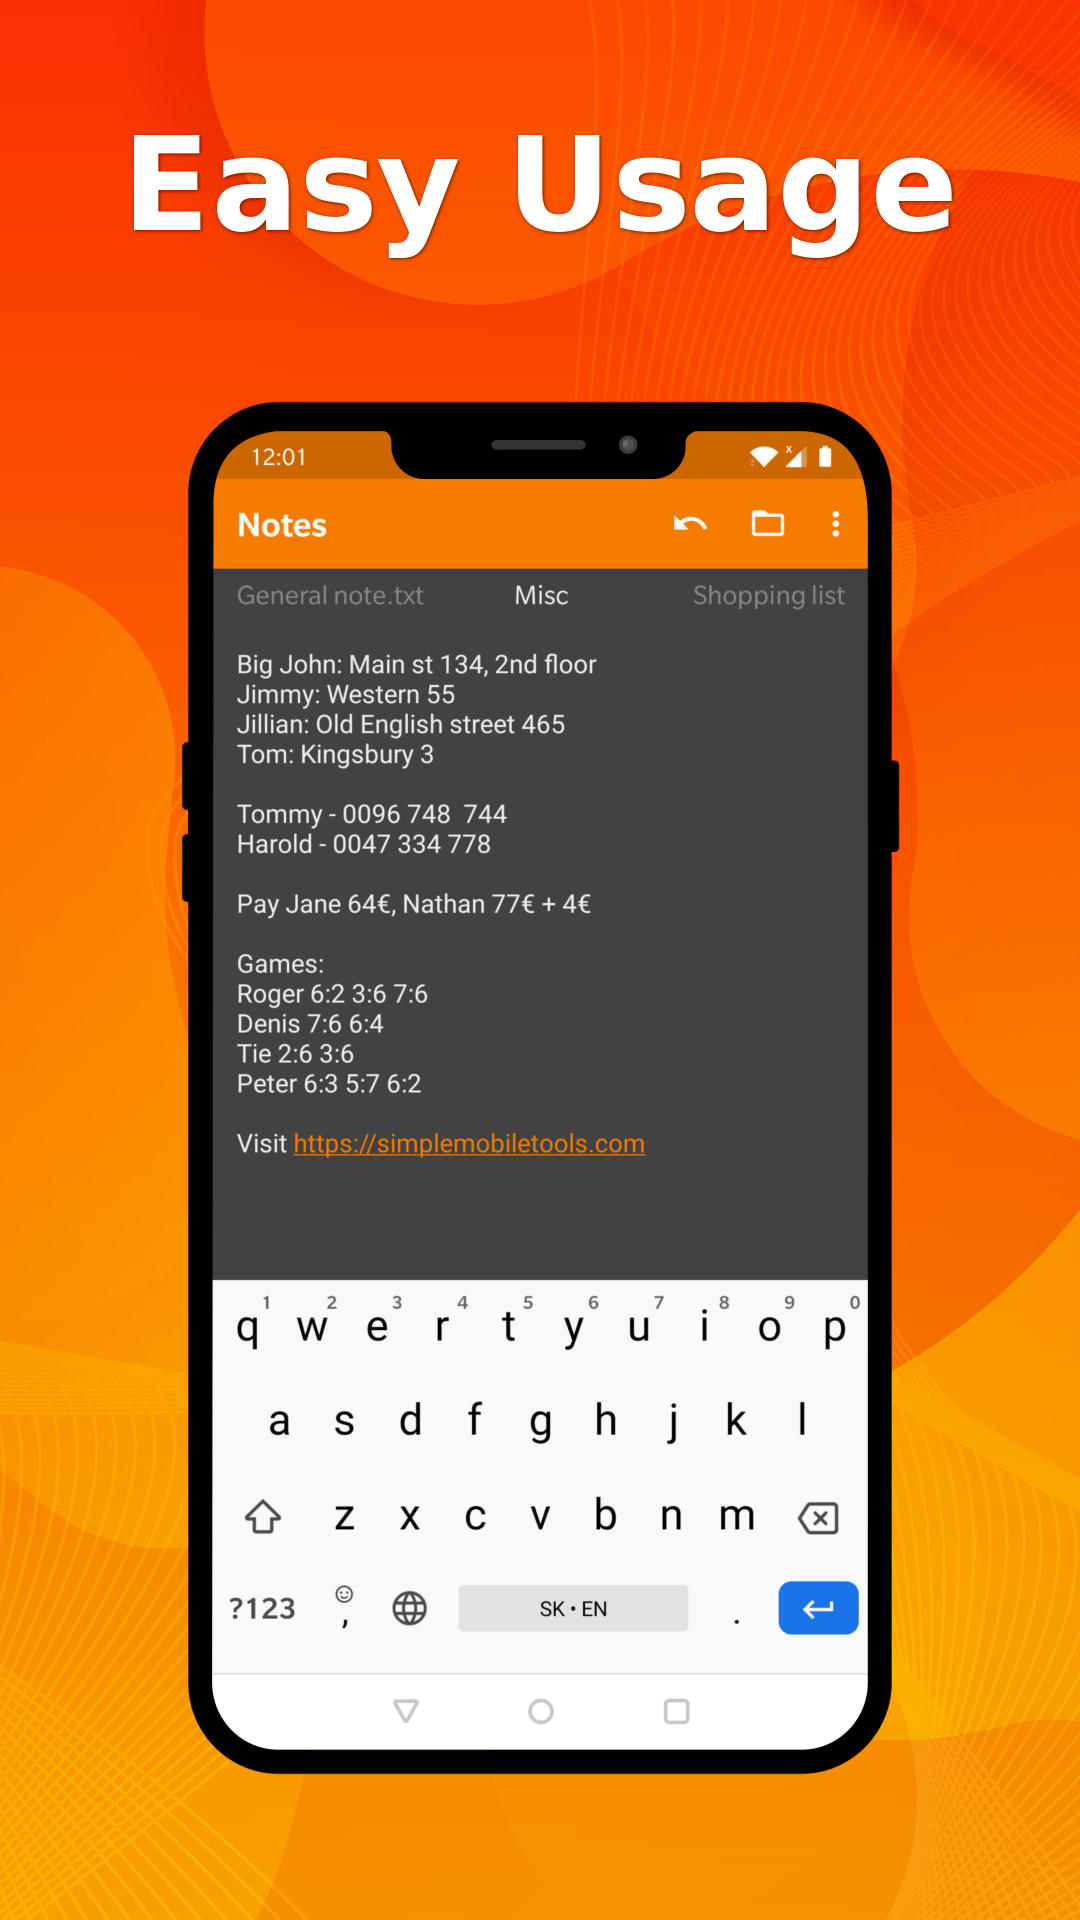 Easy Usage
12:01
Notes
General note.txt Misc Shopping list
Big John: Main st 134, 2nd floor
Jimmy: Western 55
Jillian: Old English street 465
Tom: Kingsbury 3
Tommy - 0096 748  744
Harold - 0047 334 778
Pay Jane 64€, Nathan 77€ + 4€
Games:
Roger 6:2 3:6 7:6
Denis 7:6 6:4
Tie 2:6 3:6
Peter 6:3 5:7 6:2
Visit https://simplemobiletools.com
1 2 3 4 5 6 7 8 9 0
q w e r t y u i o p
a s d f g h j k l
z x c v b n m
?123 , SK • EN .